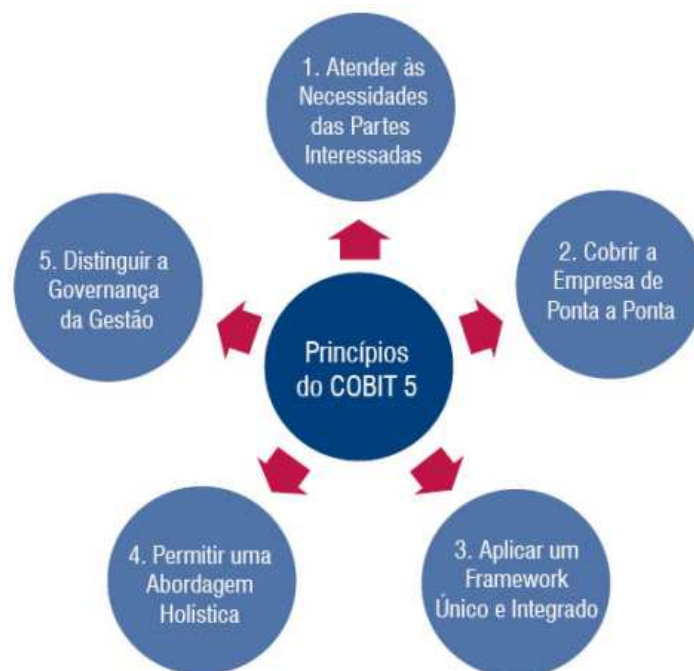 1. Atender às
Necessidades
das Partes
Interessadas
5. Distinguir a
Governança
da Gestão
2. Cobrir a
Empresa de
Ponta a Ponta
Princípios
do COBIT 5
4. Permitir uma
Abordagem
Holistica
3. Aplicar um
Framework
Único e Integrado